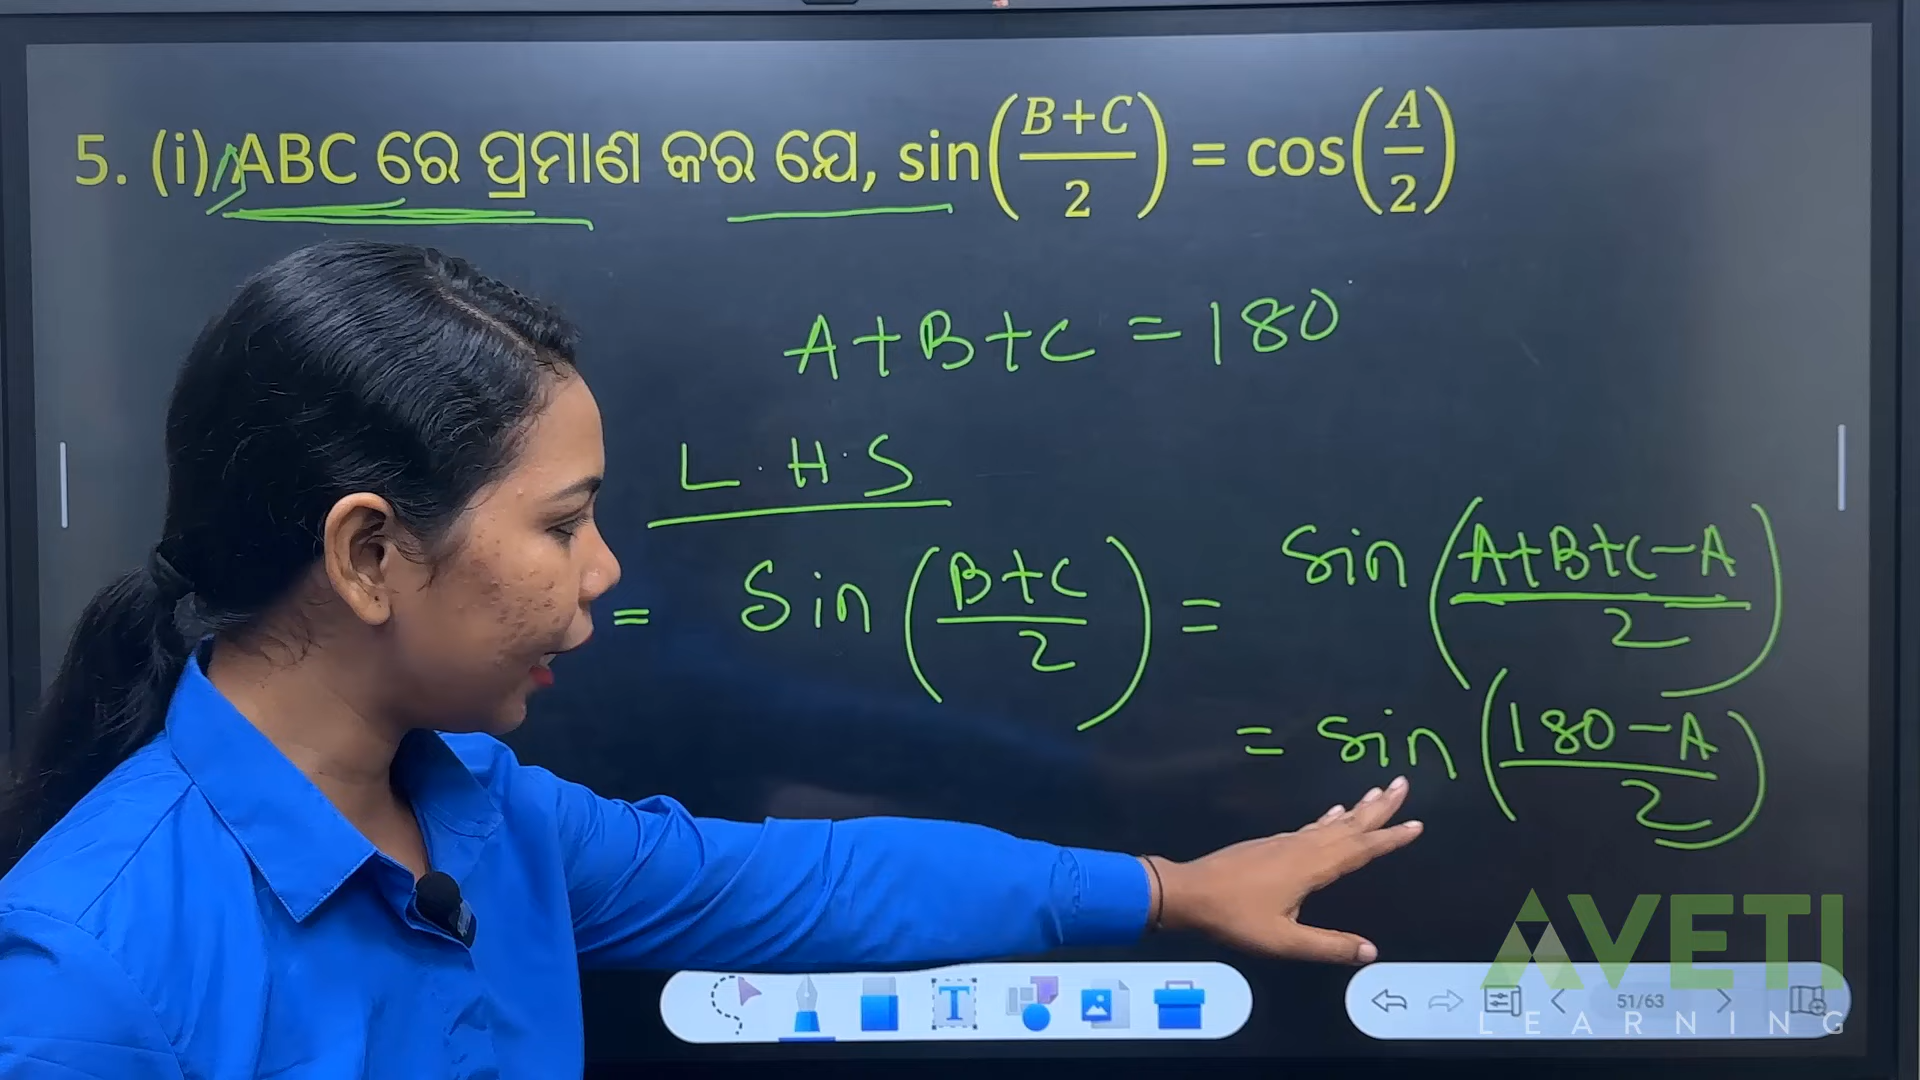 5. (i) △ABC ରେ ପ୍ରମାଣ କର ଯେ, sin((B+C)/2) = cos(A/2)
A+B+C = 180°
L.H.S
= Sin((B+C)/2) = Sin((A+B+C-A)/2)
= Sin((180-A)/2)
AVETI
LEARNING
T
51/63